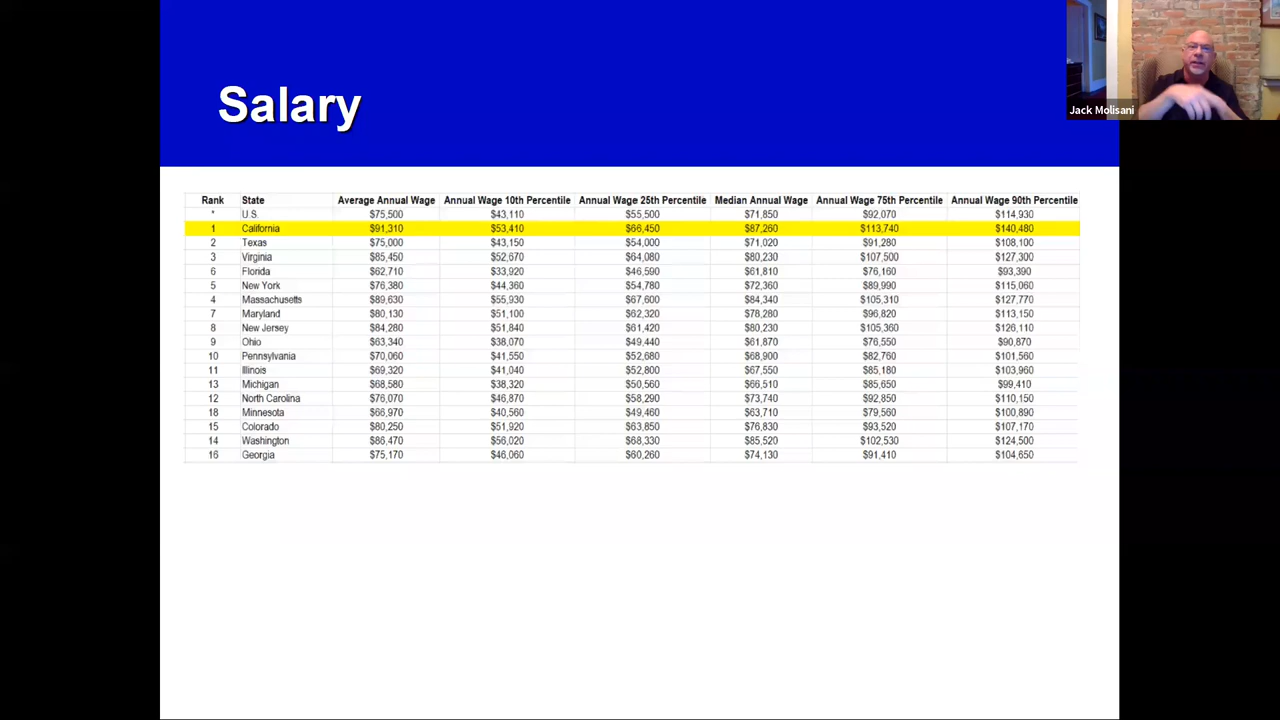 Salary
Jack Molisani
Rank State Average Annual Wage Annual Wage 10th Percentile Annual Wage 25th Percentile Median Annual Wage Annual Wage 75th Percentile Annual Wage 90th Percentile
* U.S. $75,500 $43,110 $55,500 $71,850 $92,070 $114,930
1 California $91,310 $53,410 $66,450 $87,260 $113,740 $140,480
2 Texas $75,000 $43,150 $54,000 $71,020 $91,280 $108,100
3 Virginia $85,450 $52,670 $64,080 $80,230 $107,500 $127,300
6 Florida $62,710 $33,920 $46,590 $61,810 $76,160 $93,390
5 New York $76,380 $44,360 $54,780 $72,360 $89,990 $115,060
4 Massachusetts $89,630 $55,930 $67,600 $84,340 $105,310 $127,770
7 Maryland $80,130 $51,100 $62,320 $78,280 $96,820 $113,150
8 New Jersey $84,280 $51,840 $61,420 $80,230 $105,360 $126,110
9 Ohio $63,340 $38,070 $49,440 $61,870 $76,550 $90,870
10 Pennsylvania $70,060 $41,550 $52,680 $68,900 $82,760 $101,560
11 Illinois $69,320 $41,040 $52,800 $67,550 $85,180 $103,960
13 Michigan $68,580 $38,320 $50,560 $66,510 $85,650 $99,410
12 North Carolina $76,070 $46,870 $58,290 $73,740 $92,850 $110,150
18 Minnesota $66,970 $40,560 $49,460 $63,710 $79,560 $100,890
15 Colorado $80,250 $51,920 $63,850 $76,830 $93,520 $107,170
14 Washington $86,470 $56,020 $68,330 $85,520 $102,530 $124,500
16 Georgia $75,170 $46,060 $60,260 $74,130 $91,410 $104,650